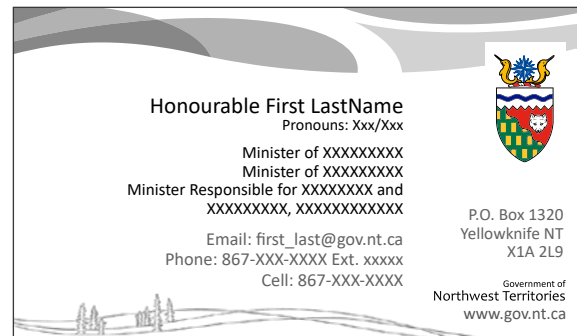 Honourable First LastName
Pronouns: Xxx/Xxx
Minister of XXXXXXXXX
Minister of XXXXXXXXX
Minister Responsible for XXXXXXXX and
XXXXXXXXX, XXXXXXXXXXXX
Email: first_last@gov.nt.ca
Phone: 867-XXX-XXXX Ext. xxxxx
Cell: 867-XXX-XXXX
P.O. Box 1320
Yellowknife NT
X1A 2L9
Government of
Northwest Territories
www.gov.nt.ca